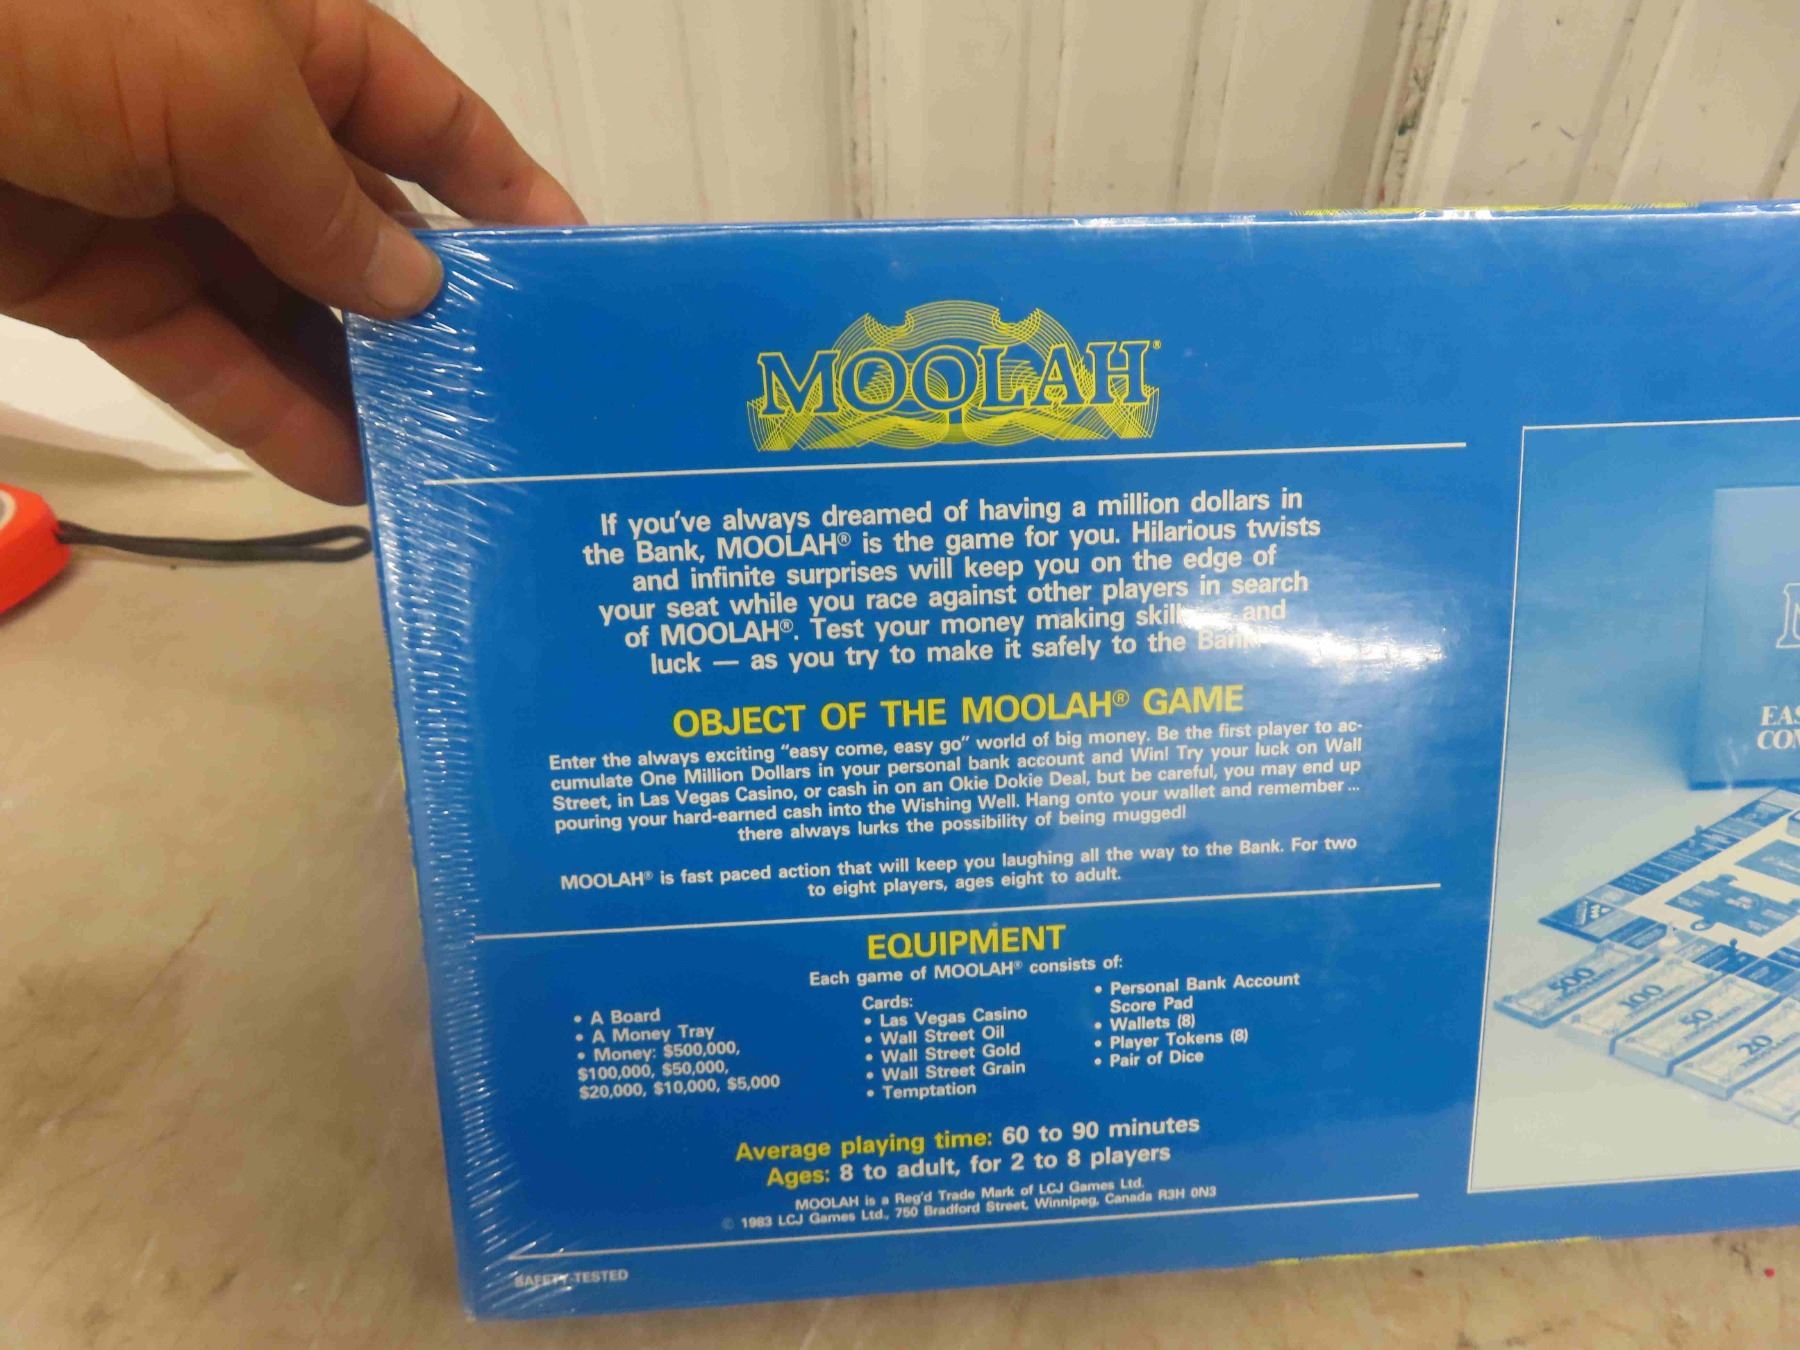 MOOLAH®
If you've always dreamed of having a million dollars in
the Bank, MOOLAH® is the game for you. Hilarious twists
and infinite surprises will keep you on the edge of
your seat while you race against other players in search
of MOOLAH®. Test your money making skill and
luck — as you try to make it safely to the Bank
OBJECT OF THE MOOLAH® GAME
Enter the always exciting "easy come, easy go" world of big money. Be the first player to ac-
cumulate One Million Dollars in your personal bank account and Win! Try your luck on Wall
Street, in Las Vegas Casino, or cash in on an Okie Dokie Deal, but be careful, you may end up
pouring your hard-earned cash into the Wishing Well. Hang onto your wallet and remember...
there always lurks the possibility of being mugged!
MOOLAH® is fast paced action that will keep you laughing all the way to the Bank. For two
to eight players, ages eight to adult.
EQUIPMENT
Each game of MOOLAH® consists of:
• A Board
• A Money Tray
• Money: $500,000,
$100,000, $50,000,
$20,000, $10,000, $5,000
Cards:
• Las Vegas Casino
• Wall Street Oil
• Wall Street Gold
• Wall Street Grain
• Temptation
• Personal Bank Account
Score Pad
• Wallets (8)
• Player Tokens (8)
• Pair of Dice
Average playing time: 60 to 90 minutes
Ages: 8 to adult, for 2 to 8 players
MOOLAH is a Reg'd Trade Mark of LCJ Games Ltd.
© 1983 LCJ Games Ltd., 750 Bradford Street, Winnipeg, Canada R3H 0N3
SAFETY-TESTED
500
100
50
20